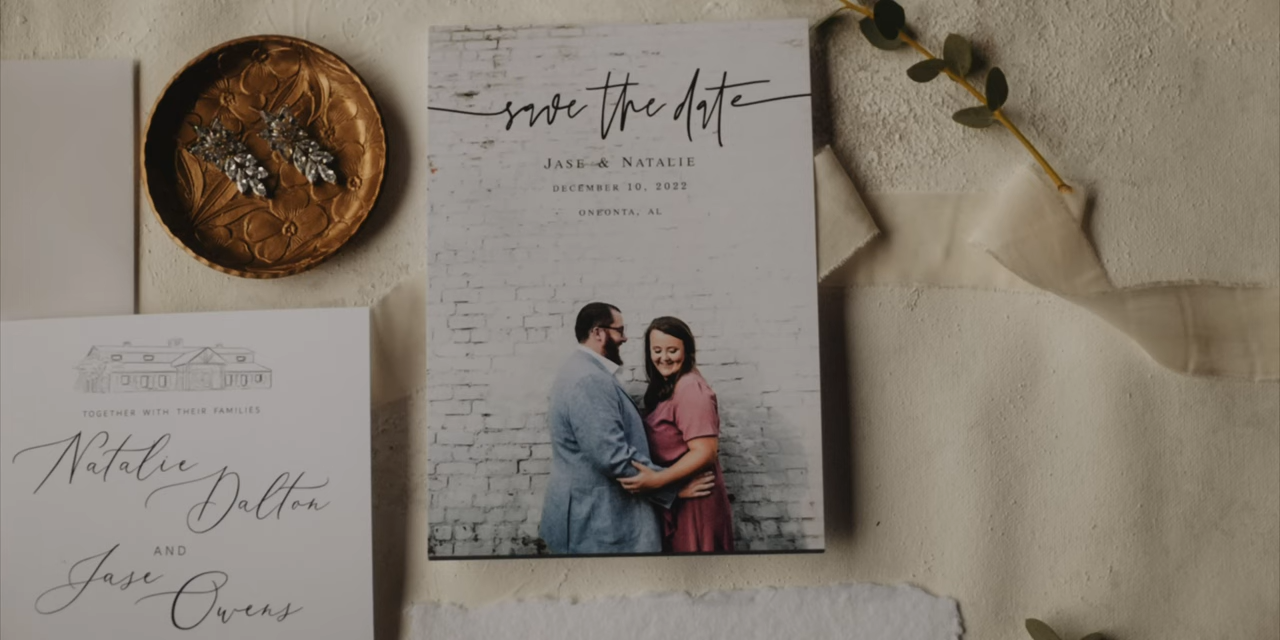 save the date
JASE & NATALIE
DECEMBER 10, 2022
ONEONTA, AL
TOGETHER WITH THEIR FAMILIES
Natalie
Dalton
AND
Jase
Owens